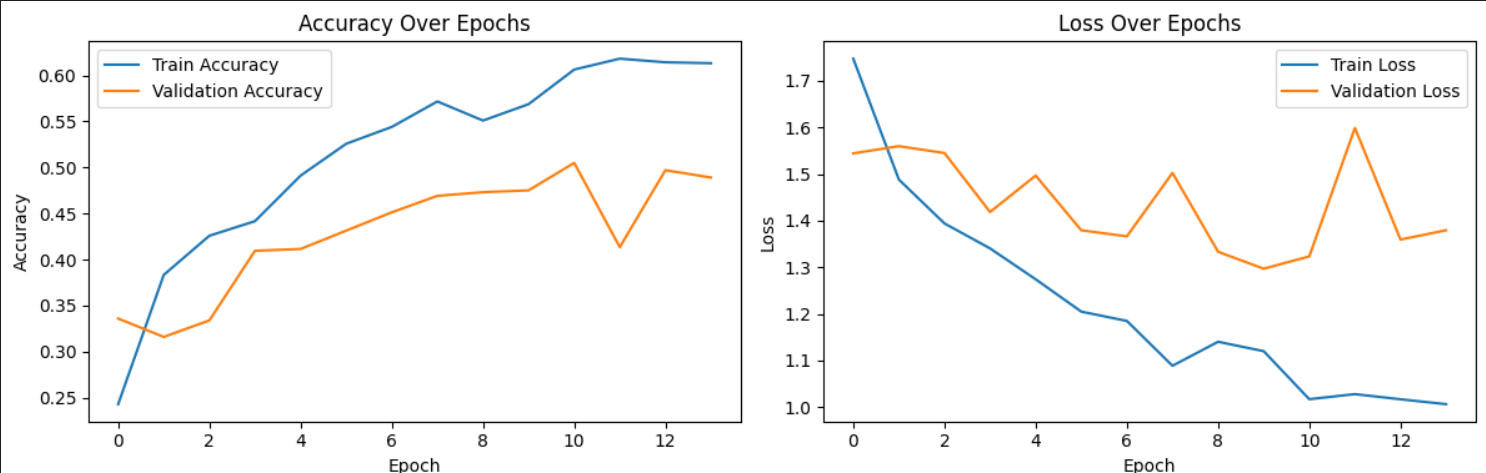 Accuracy Over Epochs
Train Accuracy
Validation Accuracy
0.60
0.55
0.50
0.45
0.40
0.35
0.30
0.25
Accuracy
0 2 4 6 8 10 12
Epoch
Loss Over Epochs
Train Loss
Validation Loss
1.7
1.6
1.5
1.4
1.3
1.2
1.1
1.0
Loss
0 2 4 6 8 10 12
Epoch